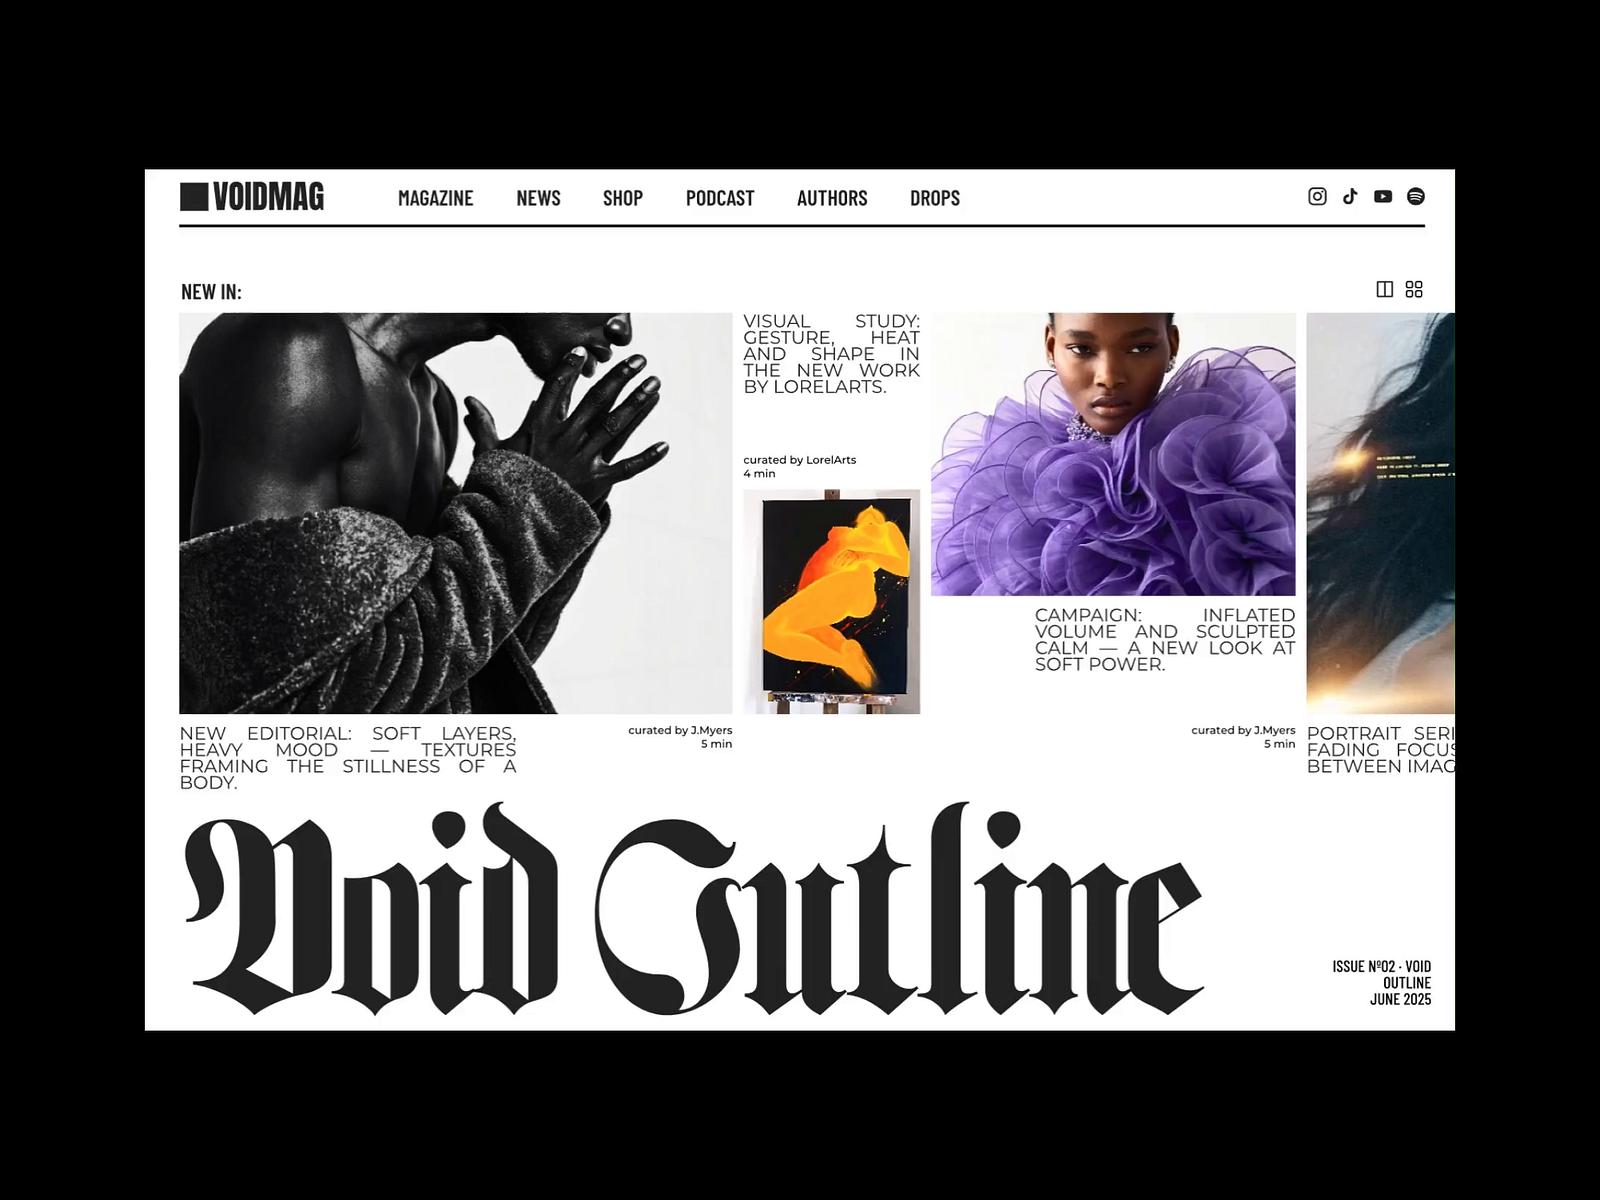 VOIDMAG
MAGAZINE NEWS SHOP PODCAST AUTHORS DROPS
NEW IN:
VISUAL STUDY:
GESTURE, HEAT
AND SHAPE IN
THE NEW WORK
BY LORELARTS.
curated by LorelArts
4 min
CAMPAIGN: INFLATED
VOLUME AND SCULPTED
CALM — A NEW LOOK AT
SOFT POWER.
NEW EDITORIAL: SOFT LAYERS,
HEAVY MOOD — TEXTURES
FRAMING THE STILLNESS OF A
BODY.
curated by J.Myers
5 min
curated by J.Myers
5 min
PORTRAIT SERI
FADING FOCUS
BETWEEN IMAG
Void Outline
ISSUE Nº02 · VOID
OUTLINE
JUNE 2025